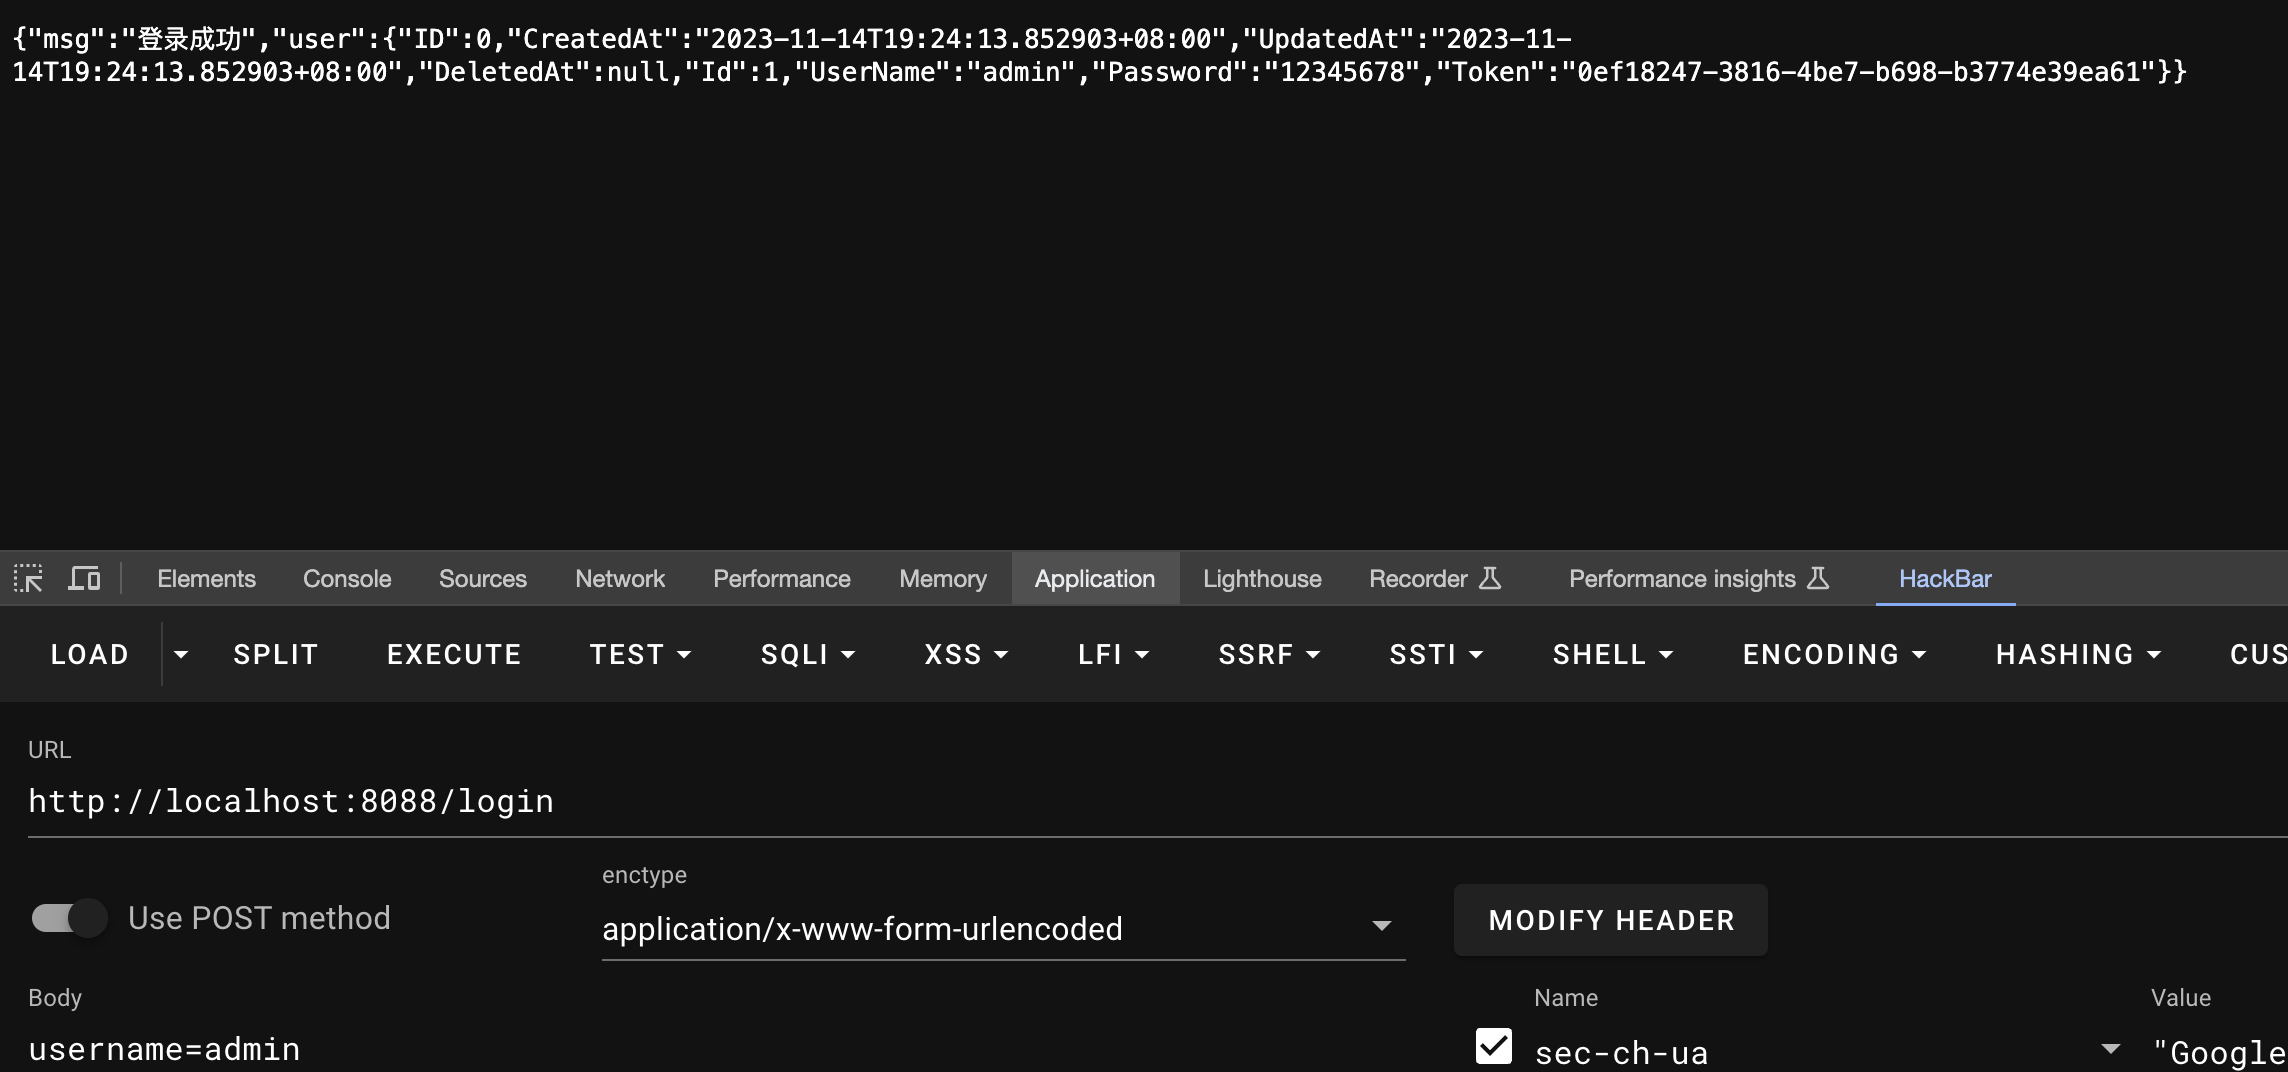 {"msg":"登录成功","user":{"ID":0,"CreatedAt":"2023-11-14T19:24:13.852903+08:00","UpdatedAt":"2023-11-
14T19:24:13.852903+08:00","DeletedAt":null,"Id":1,"UserName":"admin","Password":"12345678","Token":"0ef18247-3816-4be7-b698-b3774e39ea61"}}
Elements Console Sources Network Performance Memory Application Lighthouse Recorder Performance insights HackBar
LOAD SPLIT EXECUTE TEST SQLI XSS LFI SSRF SSTI SHELL ENCODING HASHING CUS
URL
http://localhost:8088/login
enctype
Use POST method application/x-www-form-urlencoded MODIFY HEADER
Body Name Value
username=admin sec-ch-ua "Google